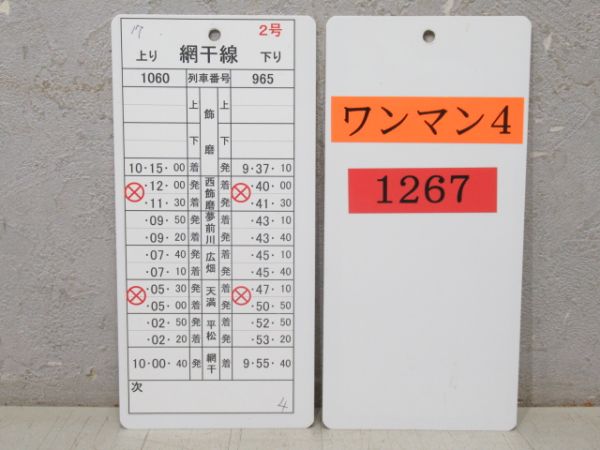 17 2号
上り 網干線 下り
1060 列車番号 965
上 飾磨 上
下 下
10・15・00 着 発 9・37・10
・12・00 発 西飾磨 着 ・40・00
・11・30 着 発 ・41・30
・09・50 発 夢前川 着 ・43・10
・09・20 着 発 ・43・40
・07・40 発 広畑 着 ・45・10
・07・10 着 発 ・45・40
・05・30 発 天満 着 ・47・10
・05・00 着 発 ・50・50
・02・50 発 平松 着 ・52・50
・02・20 着 発 ・53・20
10・00・40 発 網干 着 9・55・40
次
4
ワンマン4
1267